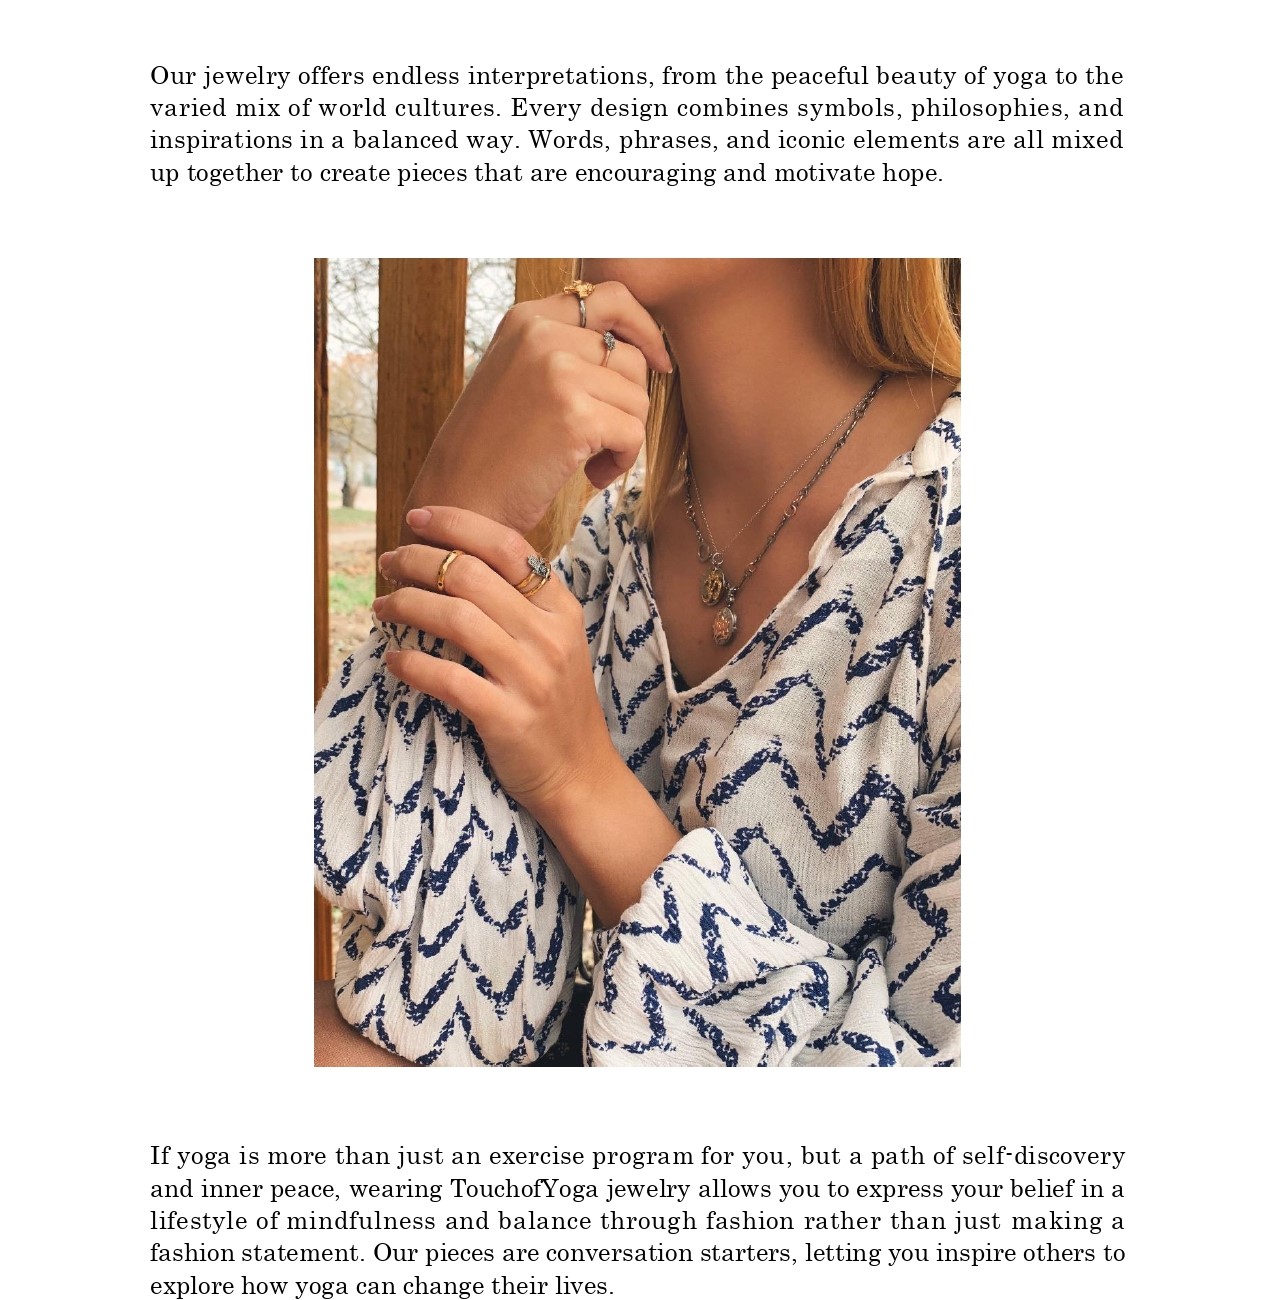 Our jewelry offers endless interpretations, from the peaceful beauty of yoga to the
varied mix of world cultures. Every design combines symbols, philosophies, and
inspirations in a balanced way. Words, phrases, and iconic elements are all mixed
up together to create pieces that are encouraging and motivate hope.
If yoga is more than just an exercise program for you, but a path of self-discovery
and inner peace, wearing TouchofYoga jewelry allows you to express your belief in a
lifestyle of mindfulness and balance through fashion rather than just making a
fashion statement. Our pieces are conversation starters, letting you inspire others to
explore how yoga can change their lives.